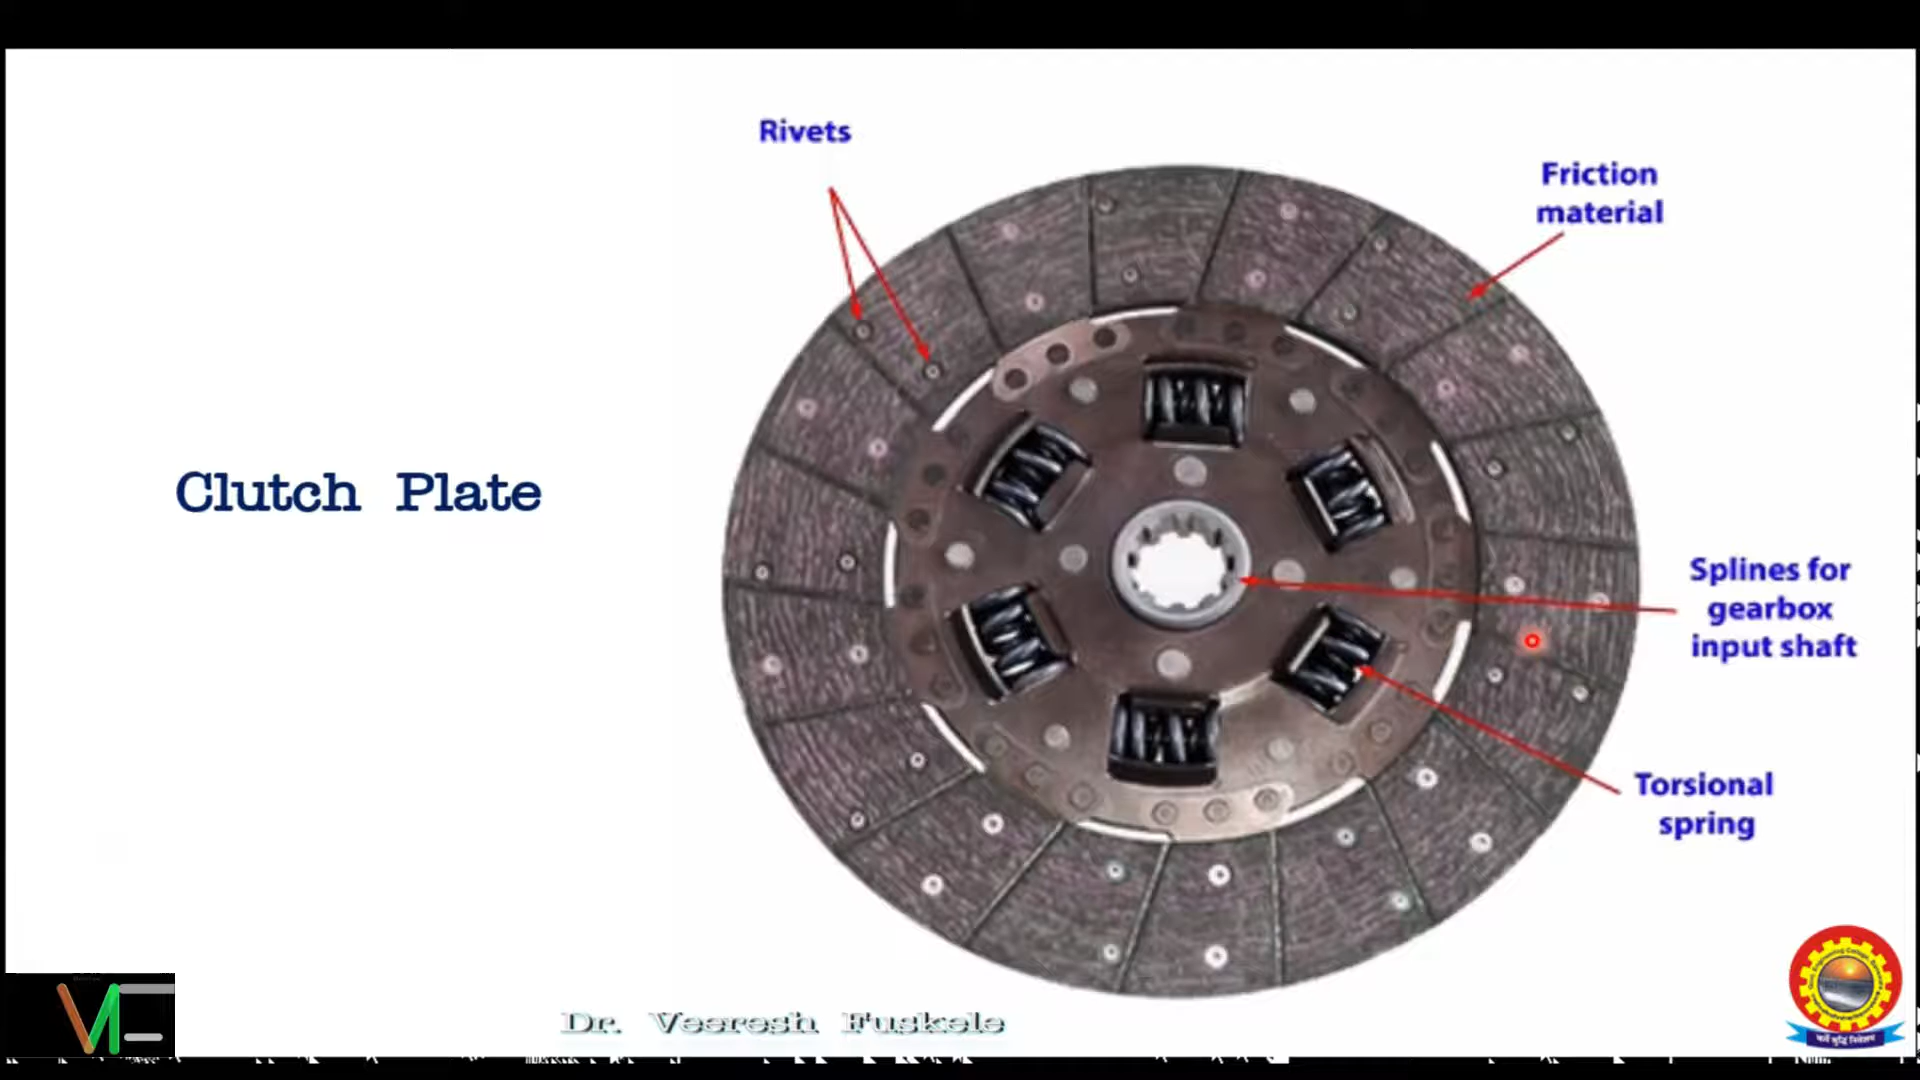 Rivets
Friction
material
Clutch Plate
Splines for
gearbox
input shaft
Torsional
spring
Dr. Veeresh Fuskele